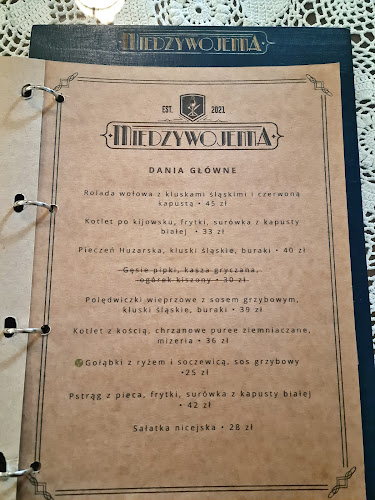 MIĘDZYWOJENNA
EST. 2021
MIĘDZYWOJENNA
DANIA GŁÓWNE
Rolada wołowa z kluskami śląskimi i czerwoną
kapustą • 45 zł
Kotlet po kijowsku, frytki, surówka z kapusty
białej • 33 zł
Pieczeń Huzarska, kluski śląskie, buraki • 40 zł
Gęsie pipki, kasza gryczana,
ogórek kiszony • 30 zł
Polędwiczki wieprzowe z sosem grzybowym,
kluski śląskie, buraki • 39 zł
Kotlet z kością, chrzanowe puree ziemniaczane,
mizeria • 36 zł
Gołąbki z ryżem i soczewicą, sos grzybowy
•25 zł
Pstrąg z pieca, frytki, surówka z kapusty białej
• 42 zł
Sałatka nicejska • 28 zł